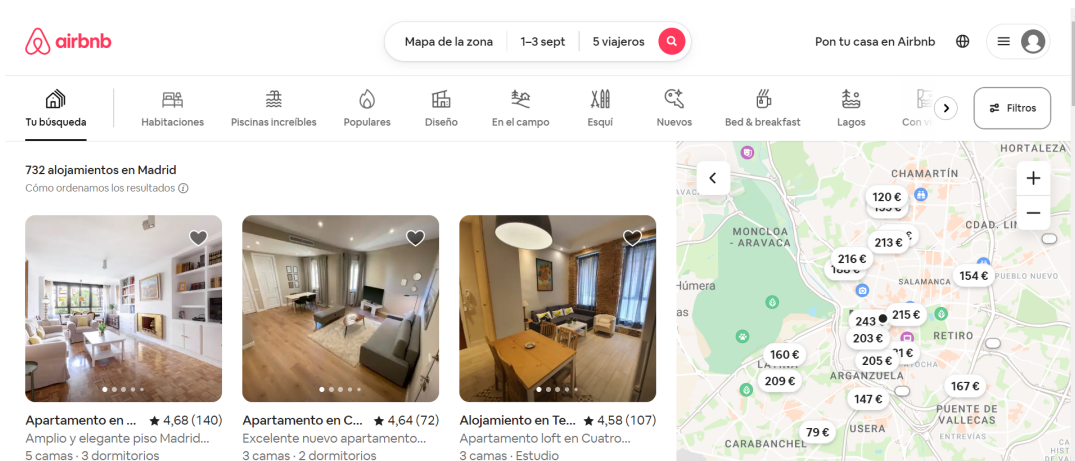 airbnb
Mapa de la zona 1–3 sept 5 viajeros
Pon tu casa en Airbnb
Tu búsqueda Habitaciones Piscinas increíbles Populares Diseño En el campo Esquí Nuevos Bed & breakfast Lagos Con
Filtros
732 alojamientos en Madrid
Cómo ordenamos los resultados
Apartamento en ... 4,68 (140)
Amplio y elegante piso Madrid...
5 camas · 3 dormitorios
Apartamento en C... 4,64 (72)
Excelente nuevo apartamento...
3 camas · 2 dormitorios
Alojamiento en Te... 4,58 (107)
Apartamento loft en Cuatro...
3 camas · Estudio
HORTALEZA
CHAMARTÍN
120 €
CDAD. LI
MONCLOA
- ARAVACA
213 €
216 €
SALAMANCA
154 €
PUEBLO NUEVO
Húmera
243
215 €
203 €
RETIRO
160 €
205 €
ARGANZUELA
209 €
167 €
147 €
PUENTE DE
VALLECAS
79 €
USERA
ENTREVÍAS
CARABANCHEL